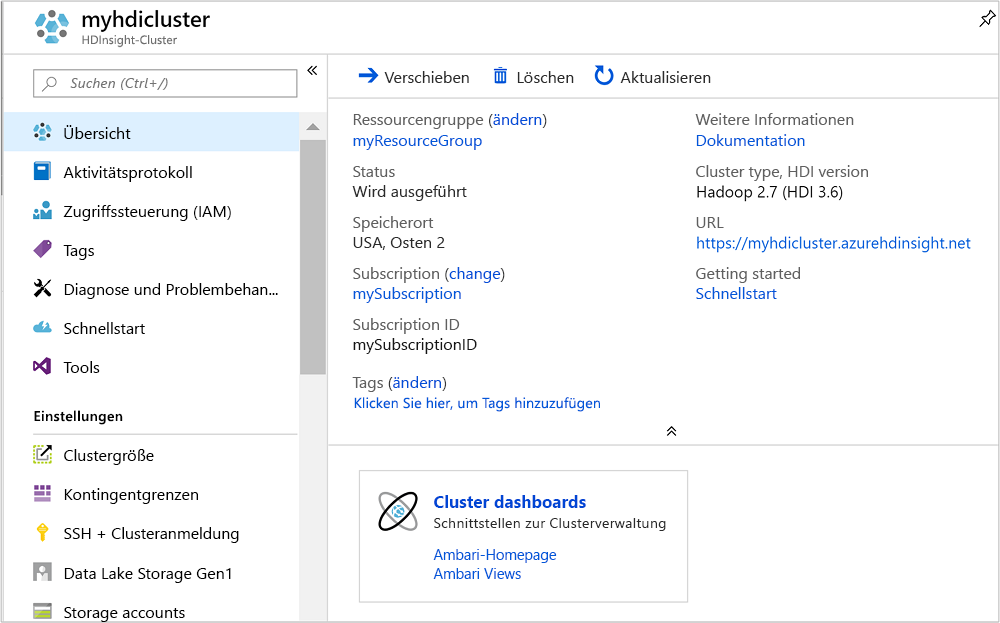 myhdicluster
HDInsight-Cluster
Suchen (Ctrl+/)
Übersicht
Aktivitätsprotokoll
Zugriffssteuerung (IAM)
Tags
Diagnose und Problembehan...
Schnellstart
Tools
Einstellungen
Clustergröße
Kontingentgrenzen
SSH + Clusteranmeldung
Data Lake Storage Gen1
Storage accounts
Verschieben Löschen Aktualisieren
Ressourcengruppe (ändern)
myResourceGroup
Status
Wird ausgeführt
Speicherort
USA, Osten 2
Subscription (change)
mySubscription
Subscription ID
mySubscriptionID
Tags (ändern)
Klicken Sie hier, um Tags hinzuzufügen
Weitere Informationen
Dokumentation
Cluster type, HDI version
Hadoop 2.7 (HDI 3.6)
URL
https://myhdicluster.azurehdinsight.net
Getting started
Schnellstart
Cluster dashboards
Schnittstellen zur Clusterverwaltung
Ambari-Homepage
Ambari Views